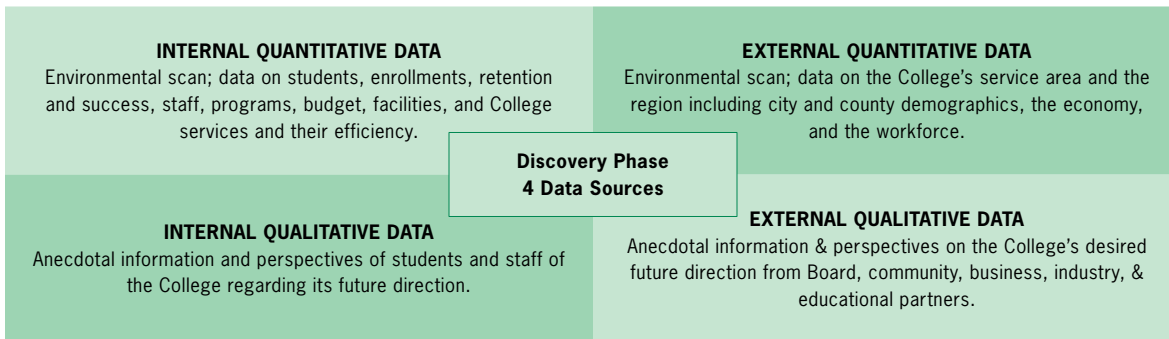 INTERNAL QUANTITATIVE DATA
Environmental scan; data on students, enrollments, retention
and success, staff, programs, budget, facilities, and College
services and their efficiency.
EXTERNAL QUANTITATIVE DATA
Environmental scan; data on the College’s service area and the
region including city and county demographics, the economy,
and the workforce.
Discovery Phase
4 Data Sources
INTERNAL QUALITATIVE DATA
Anecdotal information and perspectives of students and staff of
the College regarding its future direction.
EXTERNAL QUALITATIVE DATA
Anecdotal information & perspectives on the College’s desired
future direction from Board, community, business, industry, &
educational partners.